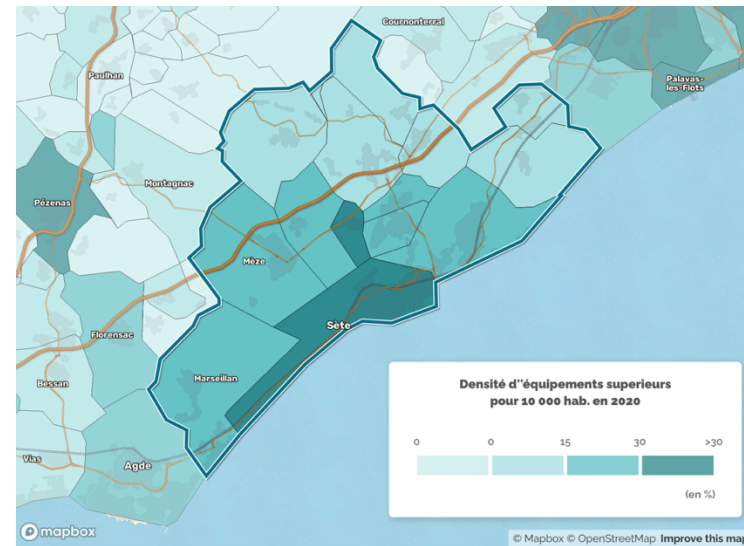 Cournonterral
Paulhan
Palavas-
les-Flots
Montagnac
Pézenas
Mèze
Sète
Florensac
Marseillan
Bessan
Vias
Agde
Densité d''équipements superieurs
pour 10 000 hab. en 2020
0 0 15 30 >30
(en %)
mapbox
© Mapbox © OpenStreetMap Improve this map